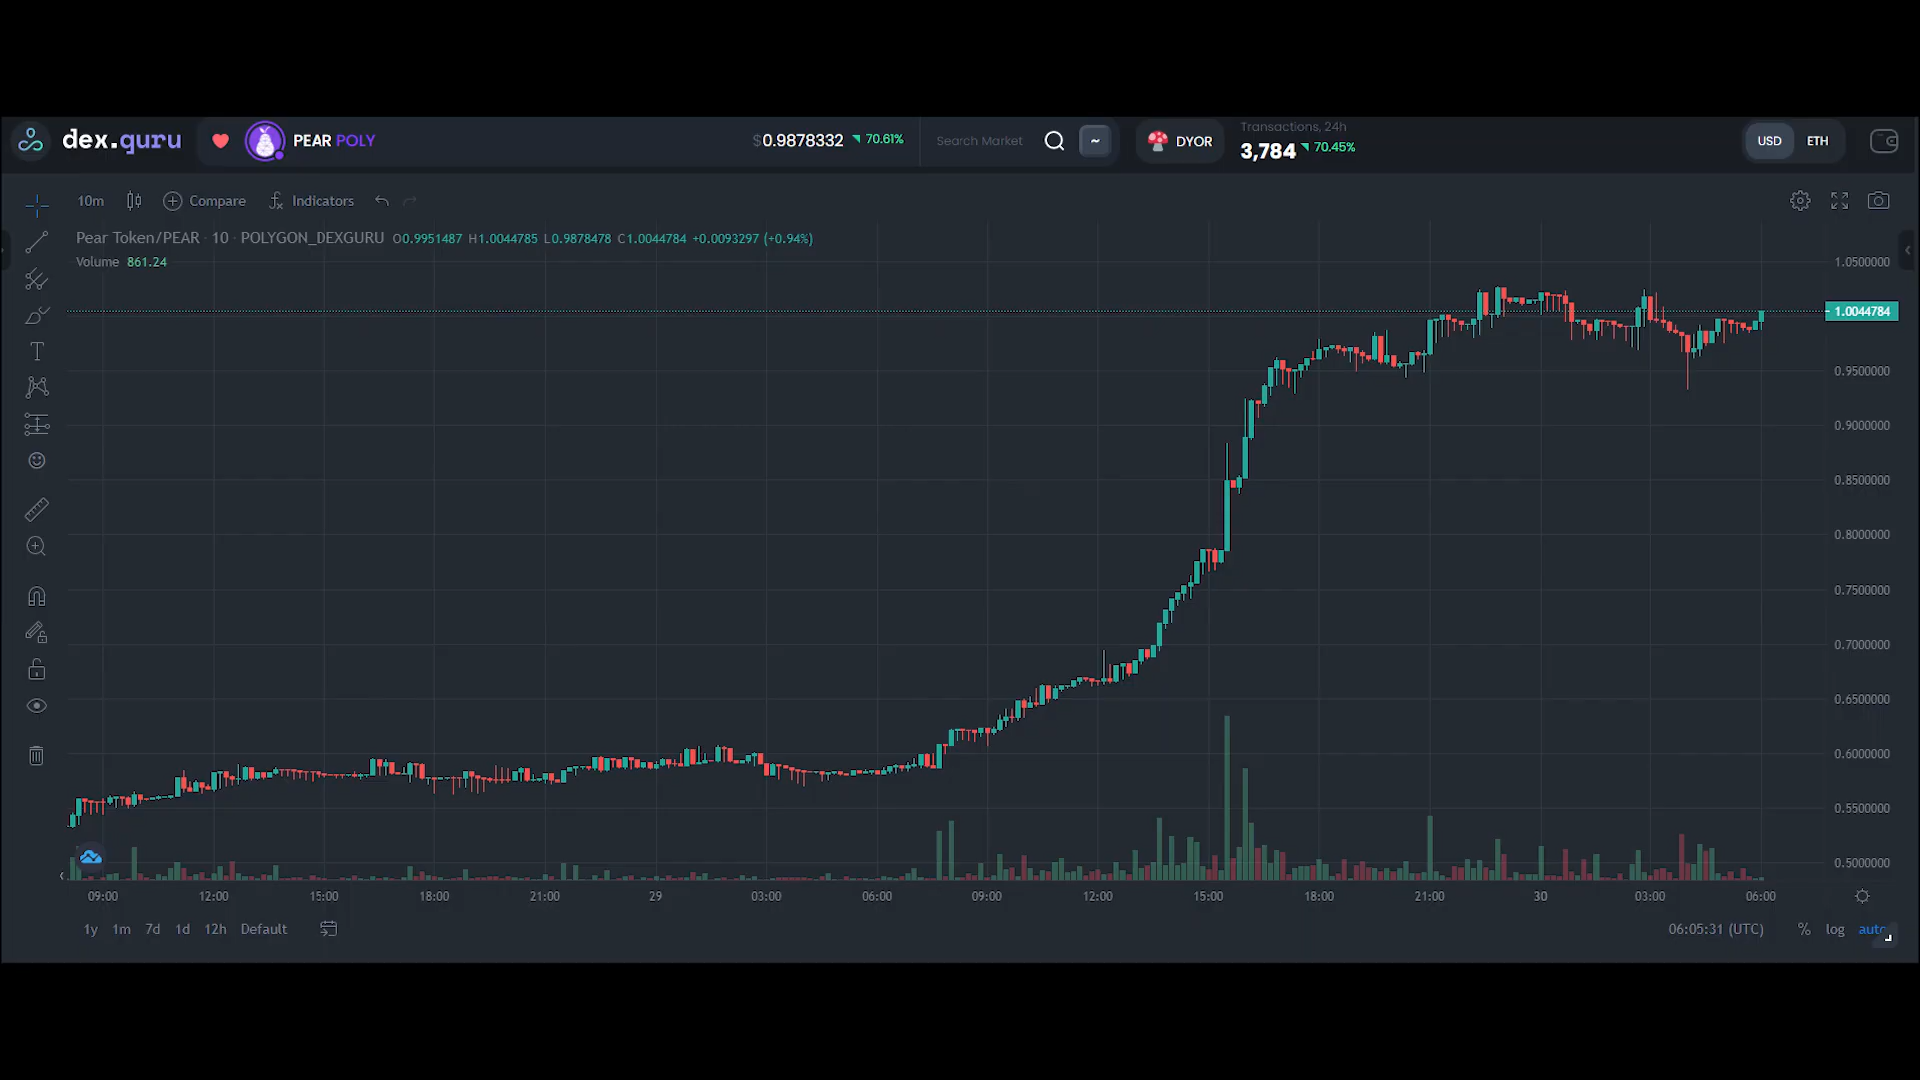 dex.guru
PEAR POLY
$0.9878332 70.61%
Search Market
~
DYOR
Transactions, 24h
3,784 70.45%
USD ETH
10m Compare Indicators
Pear Token/PEAR · 10 · POLYGON_DEXGURU O0.9951487 H1.0044785 L0.9878478 C1.0044784 +0.0093297 (+0.94%)
Volume 861.24
1.0500000
1.0044784
0.9500000
0.9000000
0.8500000
0.8000000
0.7500000
0.7000000
0.6500000
0.6000000
0.5500000
0.5000000
09:00 12:00 15:00 18:00 21:00 29 03:00 06:00 09:00 12:00 15:00 18:00 21:00 30 03:00 06:00
1y 1m 7d 1d 12h Default
06:05:31 (UTC) % log auto